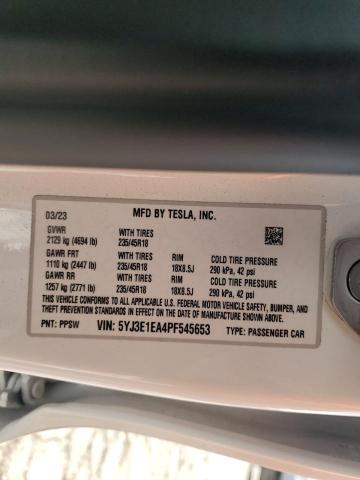 03/23 MFD BY TESLA, INC.
GVWR WITH TIRES
2129 kg (4694 lb) 235/45R18
GAWR FRT WITH TIRES RIM COLD TIRE PRESSURE
1110 kg (2447 lb) 235/45R18 18X8.5J 290 kPa, 42 psi
GAWR RR WITH TIRES RIM COLD TIRE PRESSURE
1257 kg (2771 lb) 235/45R18 18X8.5J 290 kPa, 42 psi
THIS VEHICLE CONFORMS TO ALL APPLICABLE FEDERAL MOTOR VEHICLE SAFETY, BUMPER, AND
THEFT PREVENTION STANDARDS IN EFFECT ON THE DATE OF MANUFACTURE SHOWN ABOVE.
PNT: PPSW VIN: 5YJ3E1EA4PF545653 TYPE: PASSENGER CAR